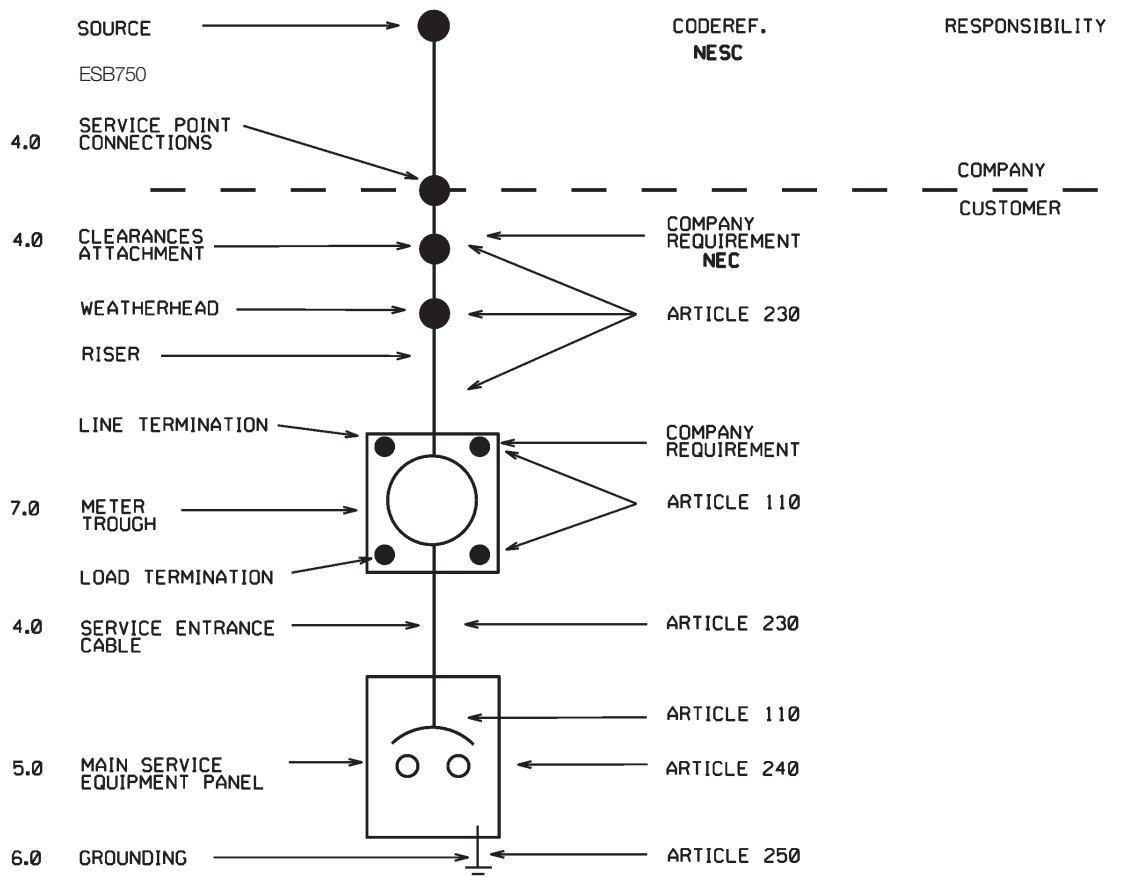 SOURCE
CODEREF.
NESC
RESPONSIBILITY
ESB750
4.0
SERVICE POINT
CONNECTIONS
COMPANY
CUSTOMER
4.0
CLEARANCES
ATTACHMENT
COMPANY
REQUIREMENT
NEC
WEATHERHEAD
ARTICLE 230
RISER
LINE TERMINATION
COMPANY
REQUIREMENT
7.0
METER
TROUGH
ARTICLE 110
LOAD TERMINATION
4.0
SERVICE ENTRANCE
CABLE
ARTICLE 230
ARTICLE 110
5.0
MAIN SERVICE
EQUIPMENT PANEL
ARTICLE 240
6.0
GROUNDING
ARTICLE 250